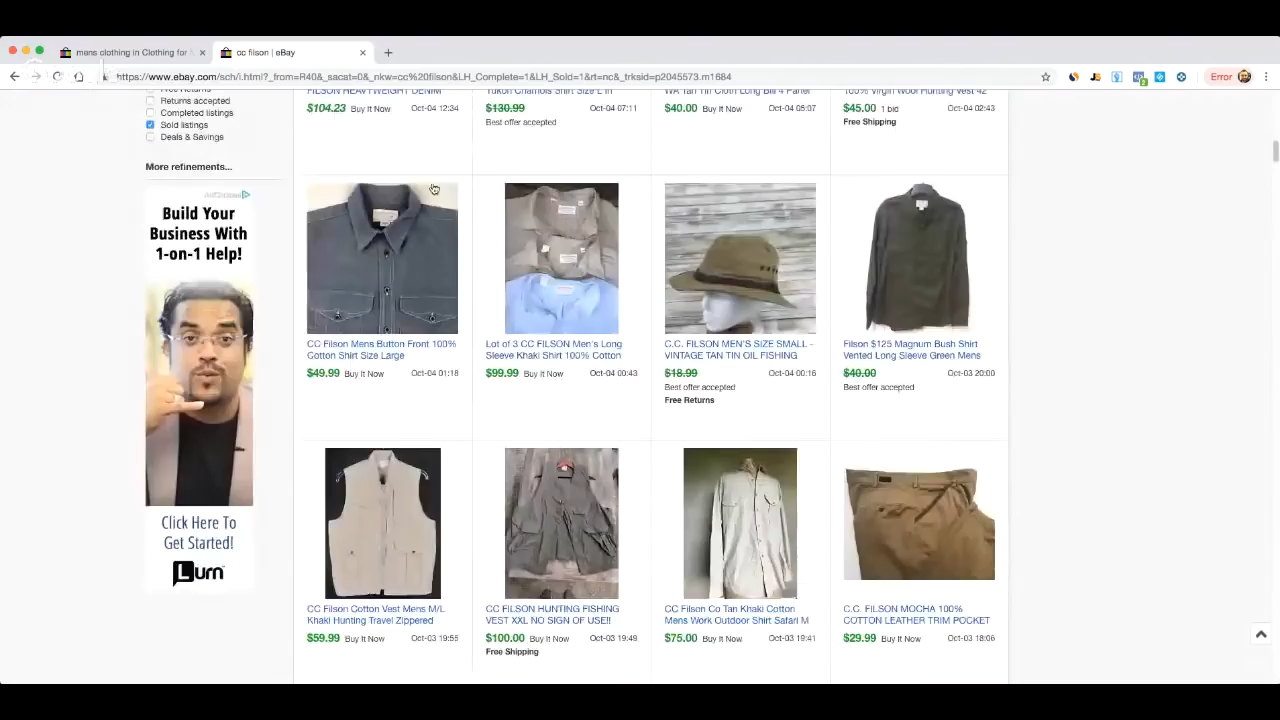 mens clothing in Clothing for
cc filson | eBay
https://www.ebay.com/sch/i.html?_from=R40&_sacat=0&_nkw=cc%20filson&LH_Complete=1&LH_Sold=1&rt=nc&_trksid=p2045573.m1684
Error
Free Returns
Returns accepted
Completed listings
Sold listings
Deals & Savings
More refinements...
FILSON HEAVYWEIGHT DENIM
$104.23 Buy It Now Oct-04 12:34
Yukon Chamois Shirt Size L in
$130.99 Oct-04 07:11
Best offer accepted
WA Tan Tin Cloth Long Bill 4 Panel
$40.00 Buy It Now Oct-04 05:07
100% Virgin Wool Hunting Vest 42
$45.00 1 bid Oct-04 02:43
Free Shipping
Build Your
Business With
1-on-1 Help!
Click Here To
Get Started!
Lurn
CC Filson Mens Button Front 100%
Cotton Shirt Size Large
$49.99 Buy It Now Oct-04 01:18
Lot of 3 CC FILSON Men's Long
Sleeve Khaki Shirt 100% Cotton
$99.99 Buy It Now Oct-04 00:43
C.C. FILSON MEN'S SIZE SMALL -
VINTAGE TAN TIN OIL FISHING
$18.99 Oct-04 00:16
Best offer accepted
Free Returns
Filson $125 Magnum Bush Shirt
Vented Long Sleeve Green Mens
$40.00 Oct-03 20:00
Best offer accepted
CC Filson Cotton Vest Mens M/L
Khaki Hunting Travel Zippered
$59.99 Buy It Now Oct-03 19:55
CC FILSON HUNTING FISHING
VEST XXL NO SIGN OF USE!!
$100.00 Buy It Now Oct-03 19:49
Free Shipping
CC Filson Co Tan Khaki Cotton
Mens Work Outdoor Shirt Safari M
$75.00 Buy It Now Oct-03 19:41
C.C. FILSON MOCHA 100%
COTTON LEATHER TRIM POCKET
$29.99 Buy It Now Oct-03 18:06